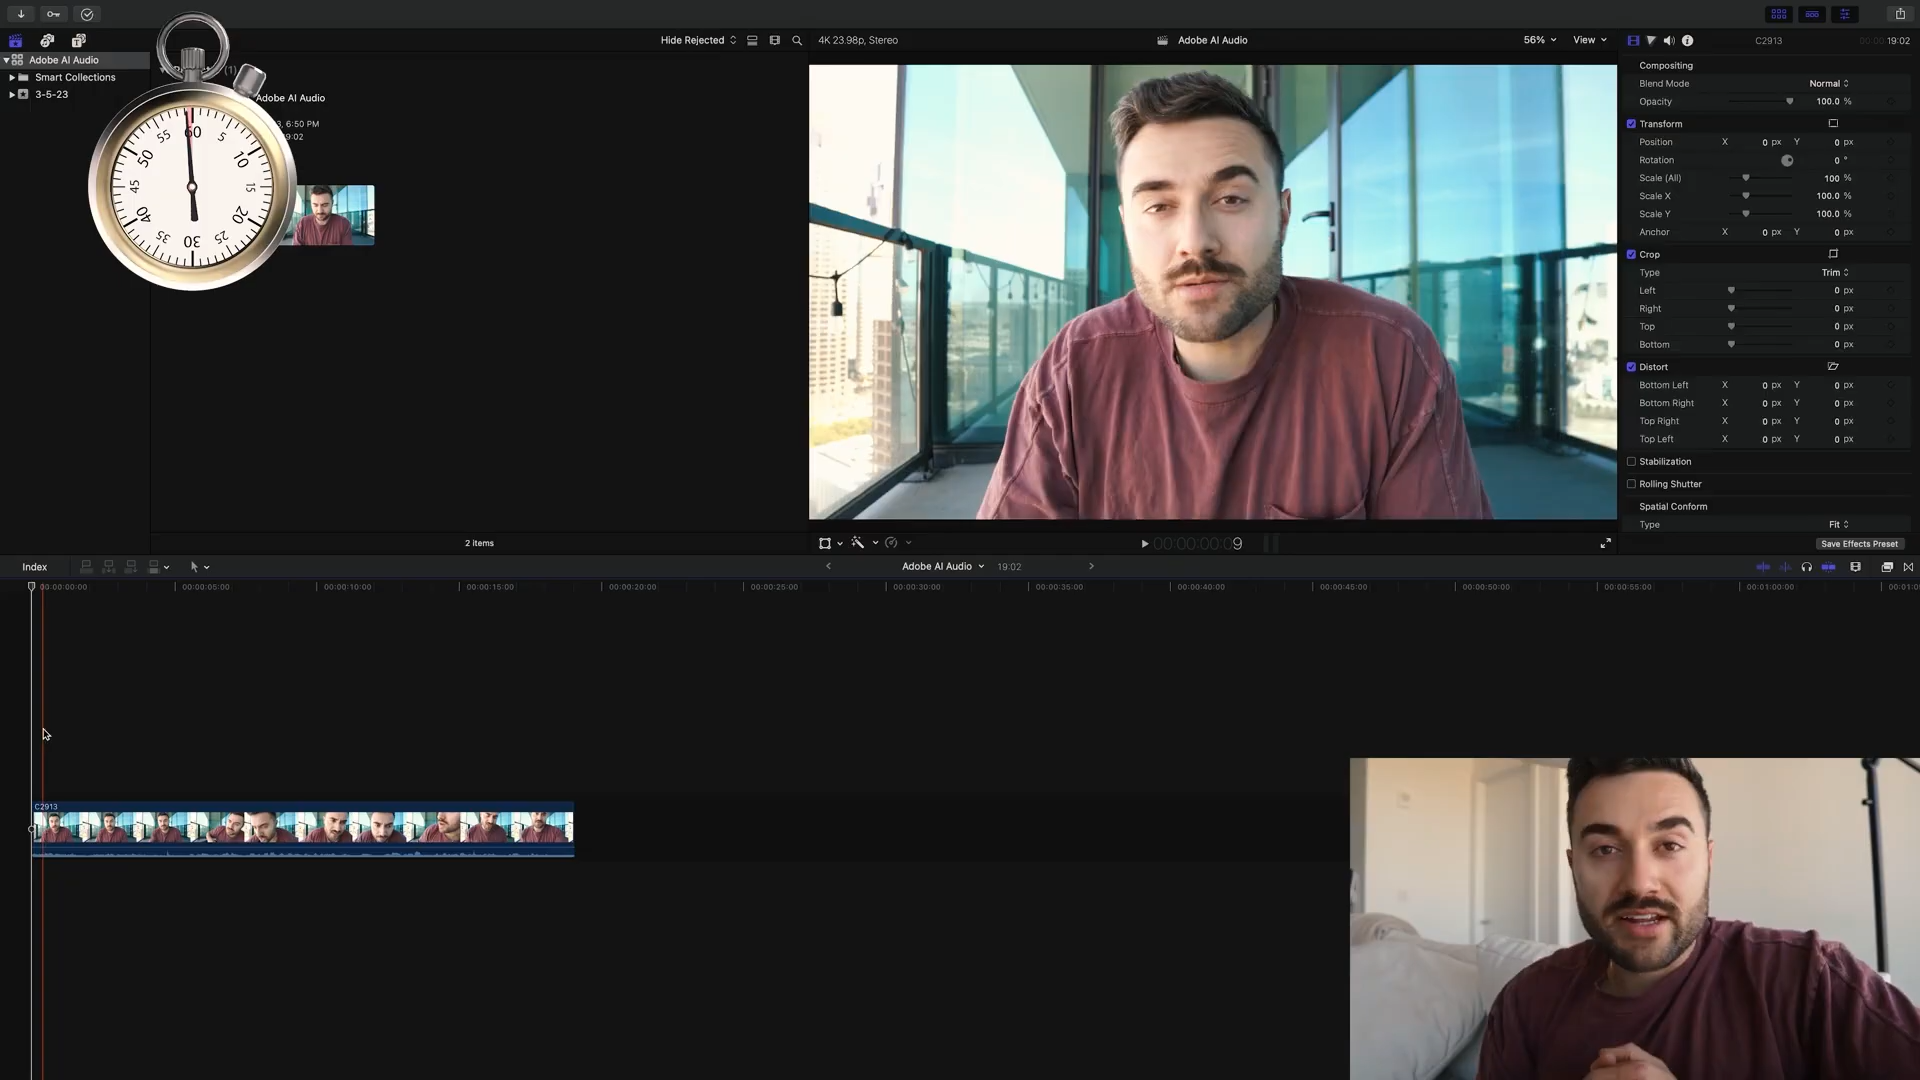 Hide Rejected
4K 23.98p, Stereo
Adobe AI Audio
56%
View
C2913
19:02
Adobe AI Audio
Smart Collections
3-5-23
(1)
Adobe AI Audio
3, 6:50 PM
19:02
60
5
10
15
20
25
30
35
40
45
50
55
2 items
Compositing
Blend Mode Normal
Opacity 100.0 %
Transform
Position X 0 px Y 0 px
Rotation 0 °
Scale (All) 100 %
Scale X 100.0 %
Scale Y 100.0 %
Anchor X 0 px Y 0 px
Crop
Type Trim
Left 0 px
Right 0 px
Top 0 px
Bottom 0 px
Distort
Bottom Left X 0 px Y 0 px
Bottom Right X 0 px Y 0 px
Top Right X 0 px Y 0 px
Top Left X 0 px Y 0 px
Stabilization
Rolling Shutter
Spatial Conform
Type Fit
Save Effects Preset
00:00:00:09
Index
Adobe AI Audio 19:02
00:00:00:00 00:00:05:00 00:00:10:00 00:00:15:00 00:00:20:00 00:00:25:00 00:00:30:00 00:00:35:00 00:00:40:00 00:00:45:00 00:00:50:00 00:00:55:00 00:01:00:00
C2913